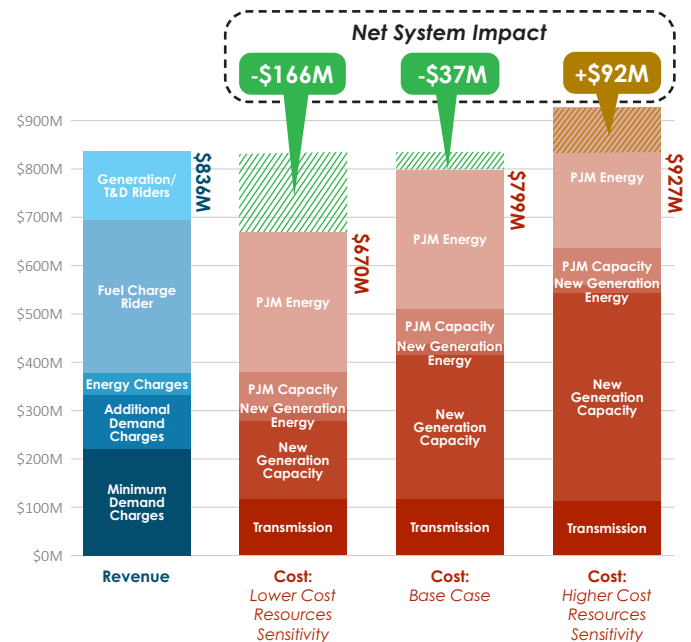 Net System Impact
-$166M
-$37M
+$92M
$900M
$800M
$700M
$600M
$500M
$400M
$300M
$200M
$100M
$0M
Generation/
T&D Riders
Fuel Charge
Rider
Energy Charges
Additional
Demand
Charges
Minimum
Demand
Charges
$836M
PJM Energy
PJM Capacity
New Generation
Energy
New
Generation
Capacity
Transmission
$670M
PJM Energy
PJM Capacity
New Generation
Energy
New
Generation
Capacity
Transmission
$799M
PJM Energy
PJM Capacity
New Generation
Energy
New
Generation
Capacity
Transmission
$927M
Revenue
Cost:
Lower Cost
Resources
Sensitivity
Cost:
Base Case
Cost:
Higher Cost
Resources
Sensitivity